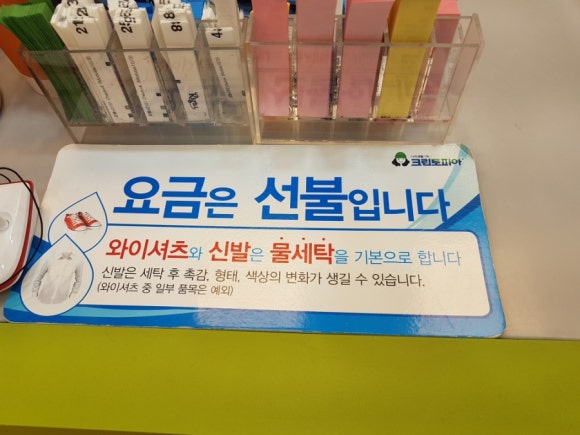 크린토피아
요금은 선불입니다
와이셔츠와 신발은 물세탁을 기본으로 합니다
신발은 세탁 후 촉감, 형태, 색상의 변화가 생길 수 있습니다.
(와이셔츠 중 일부 품목은 예외)